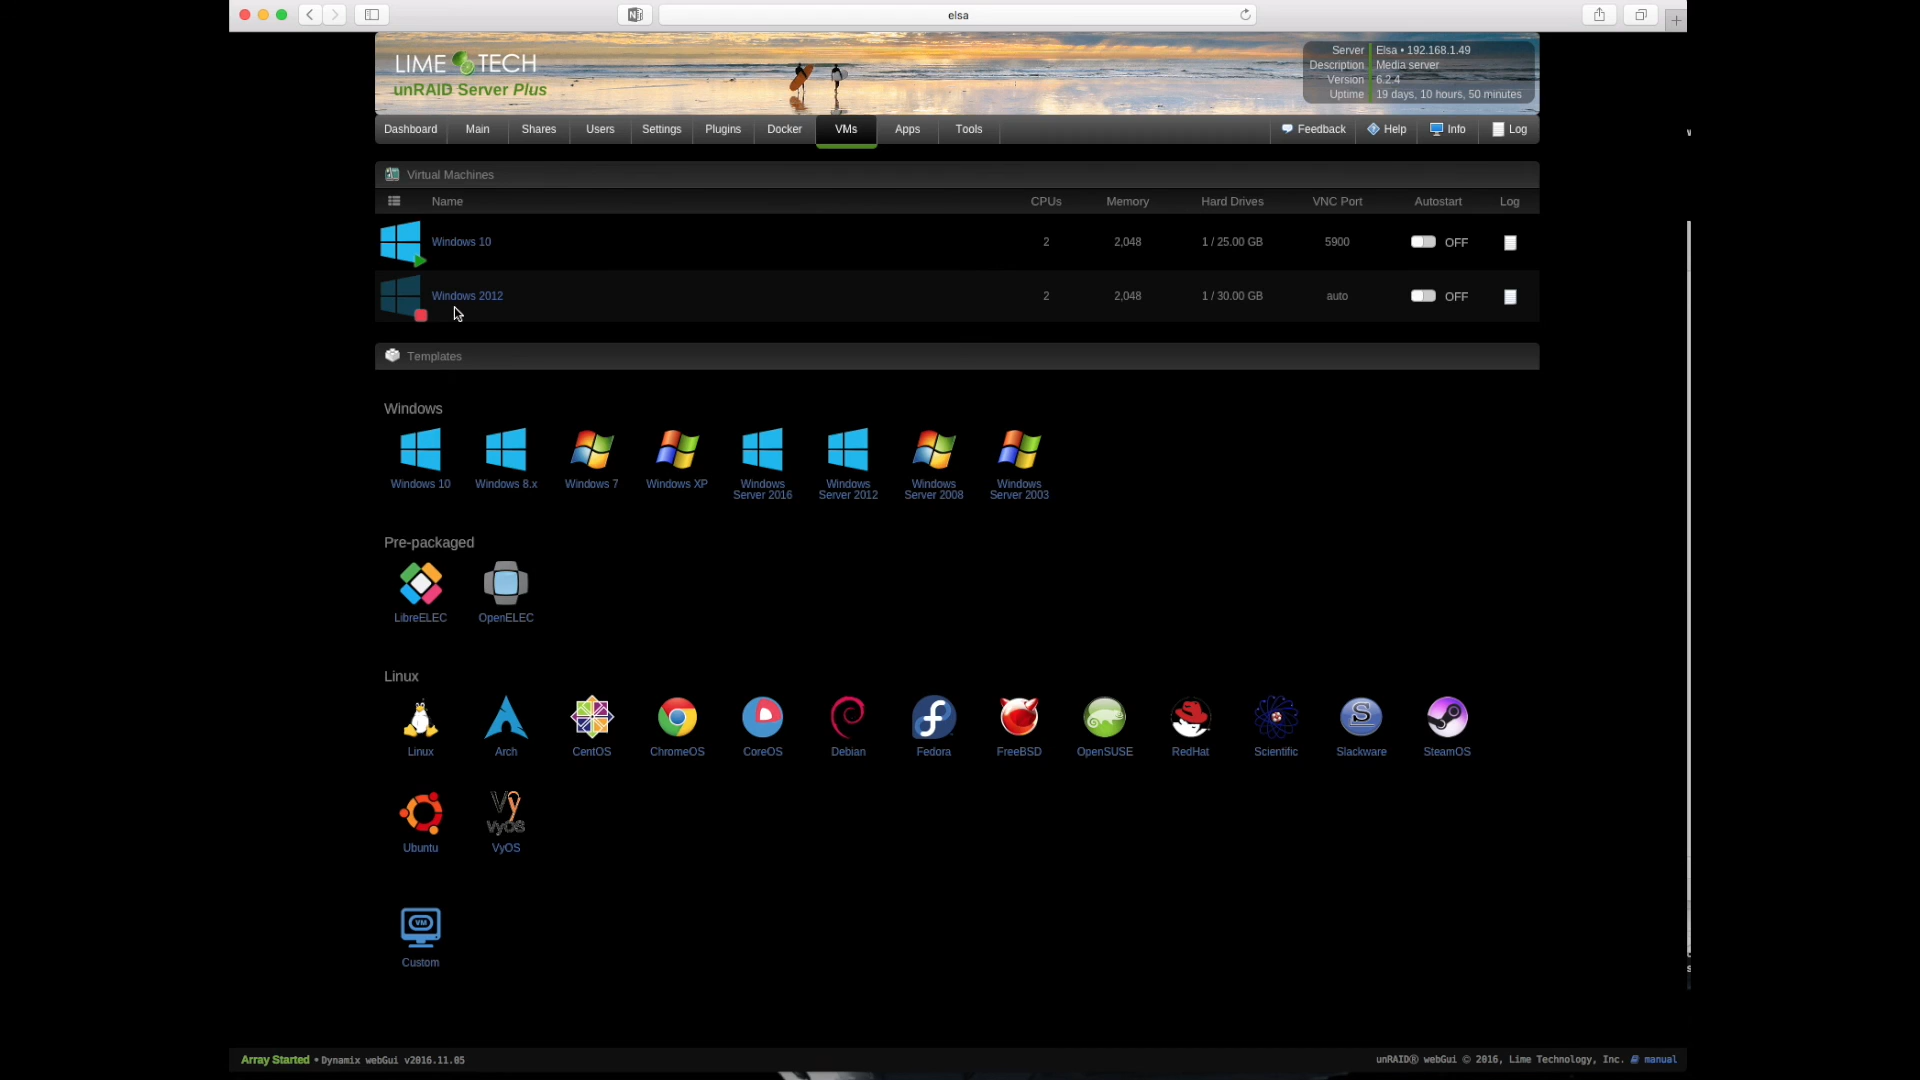 elsa
LIME TECH
unRAID Server Plus
Server Elsa • 192.168.1.49
Description Media server
Version 6.2.4
Uptime 19 days, 10 hours, 50 minutes
Dashboard Main Shares Users Settings Plugins Docker VMs Apps Tools Feedback Help Info Log
Virtual Machines
Name CPUs Memory Hard Drives VNC Port Autostart Log
Windows 10 2 2,048 1 / 25.00 GB 5900 OFF
Windows 2012 2 2,048 1 / 30.00 GB auto OFF
Templates
Windows
Windows 10 Windows 8.x Windows 7 Windows XP Windows Windows Windows Windows
Server 2016 Server 2012 Server 2008 Server 2003
Pre-packaged
LibreELEC OpenELEC
Linux
Linux Arch CentOS ChromeOS CoreOS Debian Fedora FreeBSD OpenSUSE RedHat Scientific Slackware SteamOS
Vy
VyOS
Ubuntu VyOS
VM
Custom
Array Started • Dynamix webGui v2016.11.05
unRAID® webGui © 2016, Lime Technology, Inc. manual